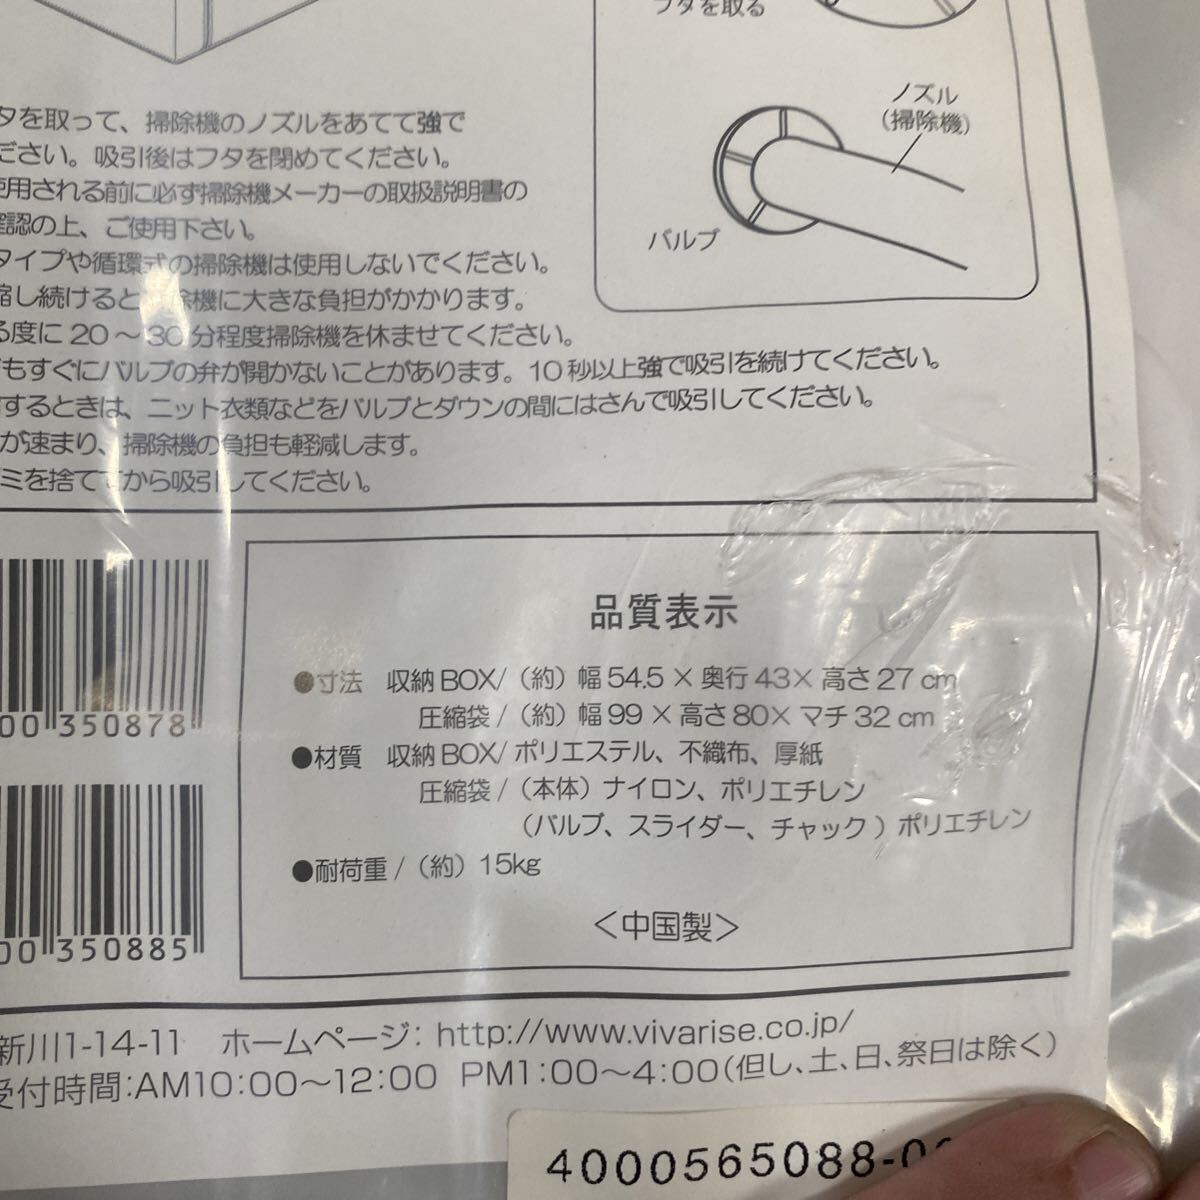 フタを取る
ノズル
(掃除機)
バルブ
タを取って、掃除機のノズルをあてて強で
ださい。吸引後はフタを閉めてください。
使用される前に必ず掃除機メーカーの取扱説明書の
確認の上、ご使用下さい。
タイプや循環式の掃除機は使用しないでください。
縮し続けると 除機に大きな負担がかかります。
る度に 20～30 分程度掃除機を休ませてください。
もすぐにバルブの弁が開かないことがあります。10 秒以上強で吸引を続けてください。
するときは、ニット衣類などをバルブとダウンの間にはさんで吸引してください。
が速まり、掃除機の負担も軽減します。
ミを捨ててから吸引してください。
00 350878
00 350885
品質表示
●寸法 収納BOX/（約）幅 54.5 × 奥行 43× 高さ 27 cm
圧縮袋 /（約）幅 99 × 高さ 80× マチ 32 cm
●材質 収納BOX/ ポリエステル、不織布、厚紙
圧縮袋 /（本体）ナイロン、ポリエチレン
（バルブ、スライダー、チャック）ポリエチレン
●耐荷重 /（約）15kg
＜中国製＞
新川1-14-11 ホームページ: http://www.vivarise.co.jp/
受付時間:AM10:00～12:00 PM1:00～4:00(但し、土、日、祭日は除く)
4000565088-0